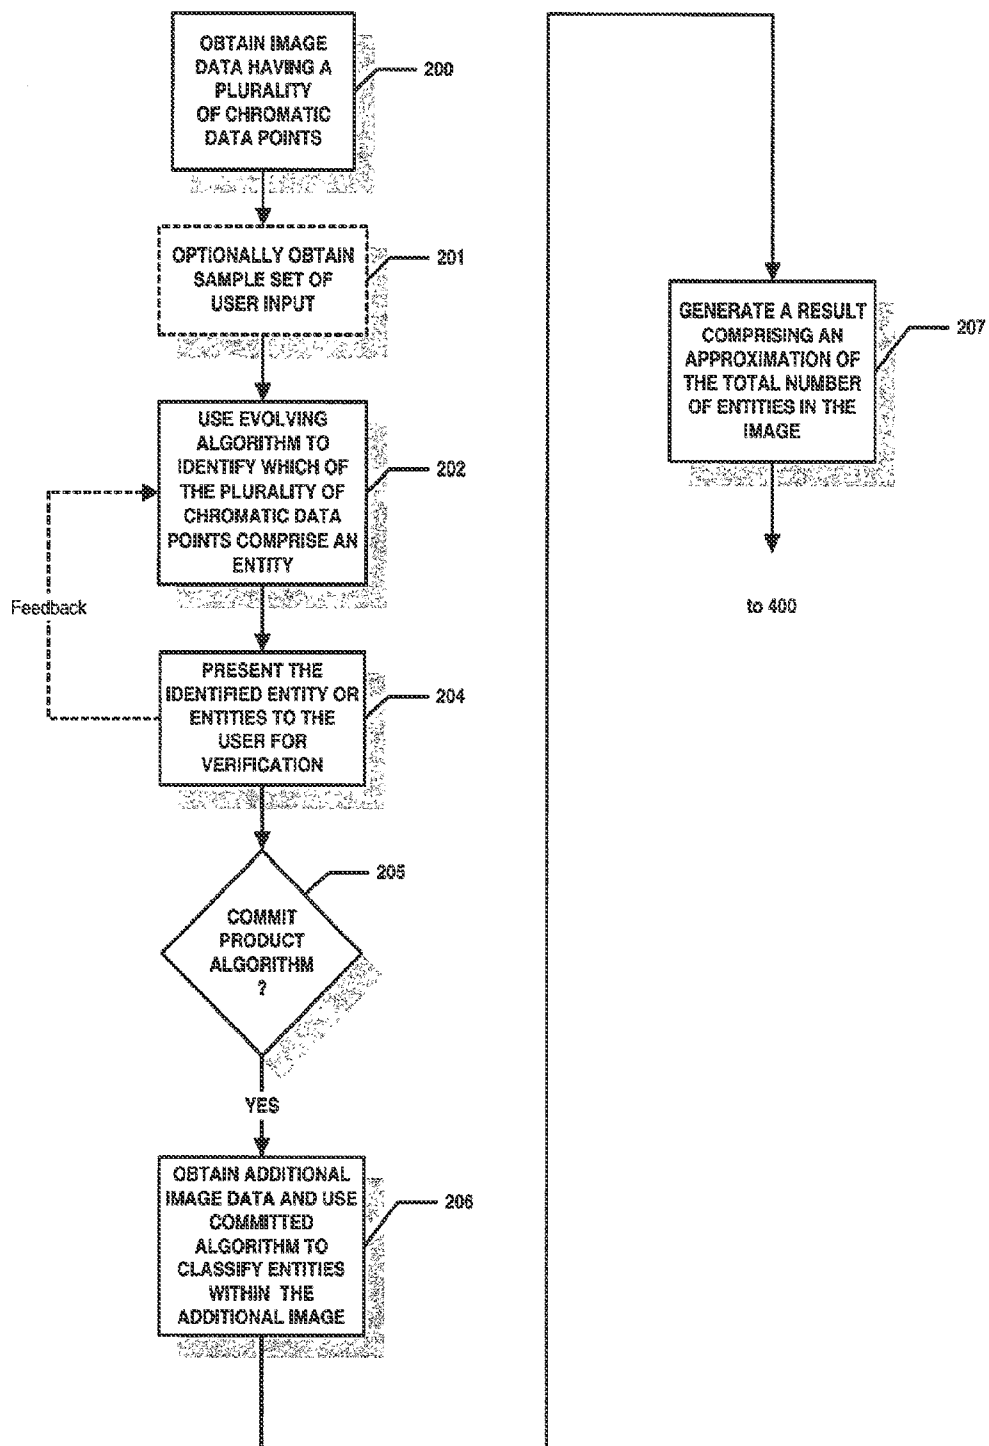 OBTAIN IMAGE
DATA HAVING A
PLURALITY
OF CHROMATIC
DATA POINTS
200
OPTIONALLY OBTAIN
SAMPLE SET OF
USER INPUT
201
USE EVOLVING
ALGORITHM TO
IDENTIFY WHICH OF
THE PLURALITY OF
CHROMATIC DATA
POINTS COMPRISE AN
ENTITY
202
Feedback
PRESENT THE
IDENTIFIED ENTITY OR
ENTITIES TO THE
USER FOR
VERIFICATION
204
COMMIT
PRODUCT
ALGORITHM
?
205
YES
OBTAIN ADDITIONAL
IMAGE DATA AND USE
COMMITTED
ALGORITHM TO
CLASSIFY ENTITIES
WITHIN THE
ADDITIONAL IMAGE
206
GENERATE A RESULT
COMPRISING AN
APPROXIMATION OF
THE TOTAL NUMBER
OF ENTITIES IN THE
IMAGE
207
to 400